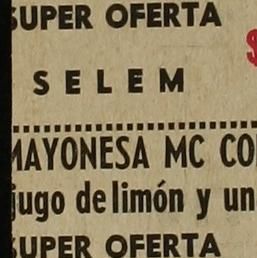 SUPER OFERTA
SELEM
MAYONESA MC CO
jugo de limón y un
SUPER OFERTA